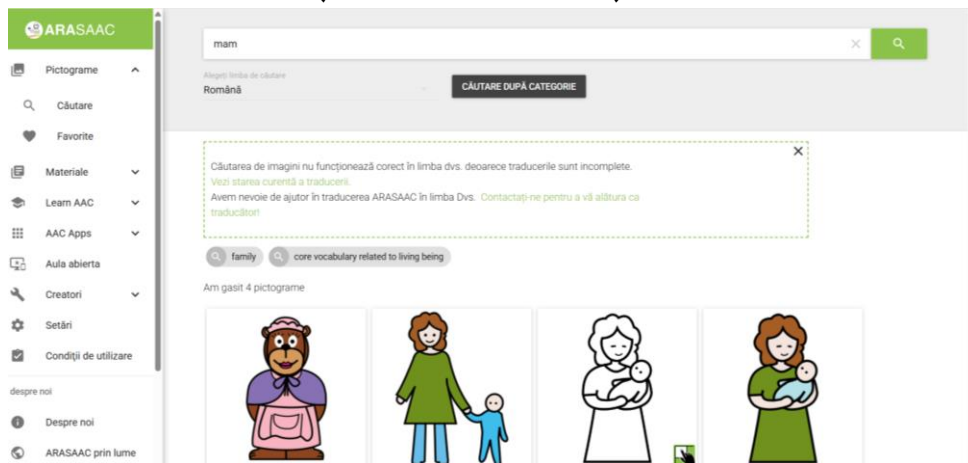 ARASAAC
Pictograme
Căutare
Favorite
Materiale
Learn AAC
AAC Apps
Aula abierta
Creatori
Setări
Condiții de utilizare
despre noi
Despre noi
ARASAAC prin lume
mam
Alegeți limba de căutare
Română
CĂUTARE DUPĂ CATEGORIE
Căutarea de imagini nu funcționează corect în limba dvs. deoarece traducerile sunt incomplete.
Vezi starea curentă a traducerii.
Avem nevoie de ajutor în traducerea ARASAAC în limba Dvs. Contactați-ne pentru a vă alătura ca
traducător!
family
core vocabulary related to living being
Am gasit 4 pictograme